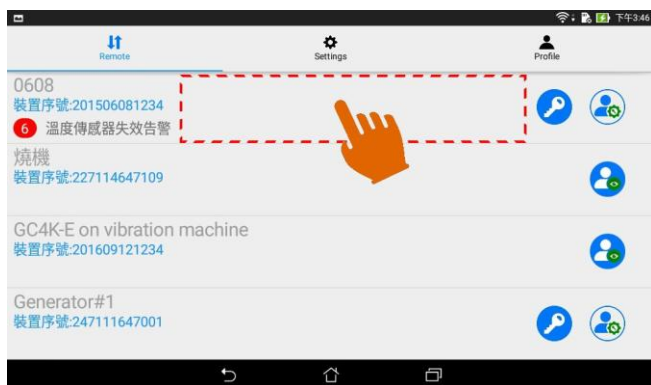 下午3:46
Remote
Settings
Profile
0608
裝置序號:201506081234
6 溫度傳感器失效告警
燒機
裝置序號:227114647109
GC4K-E on vibration machine
裝置序號:201609121234
Generator#1
裝置序號:247111647001